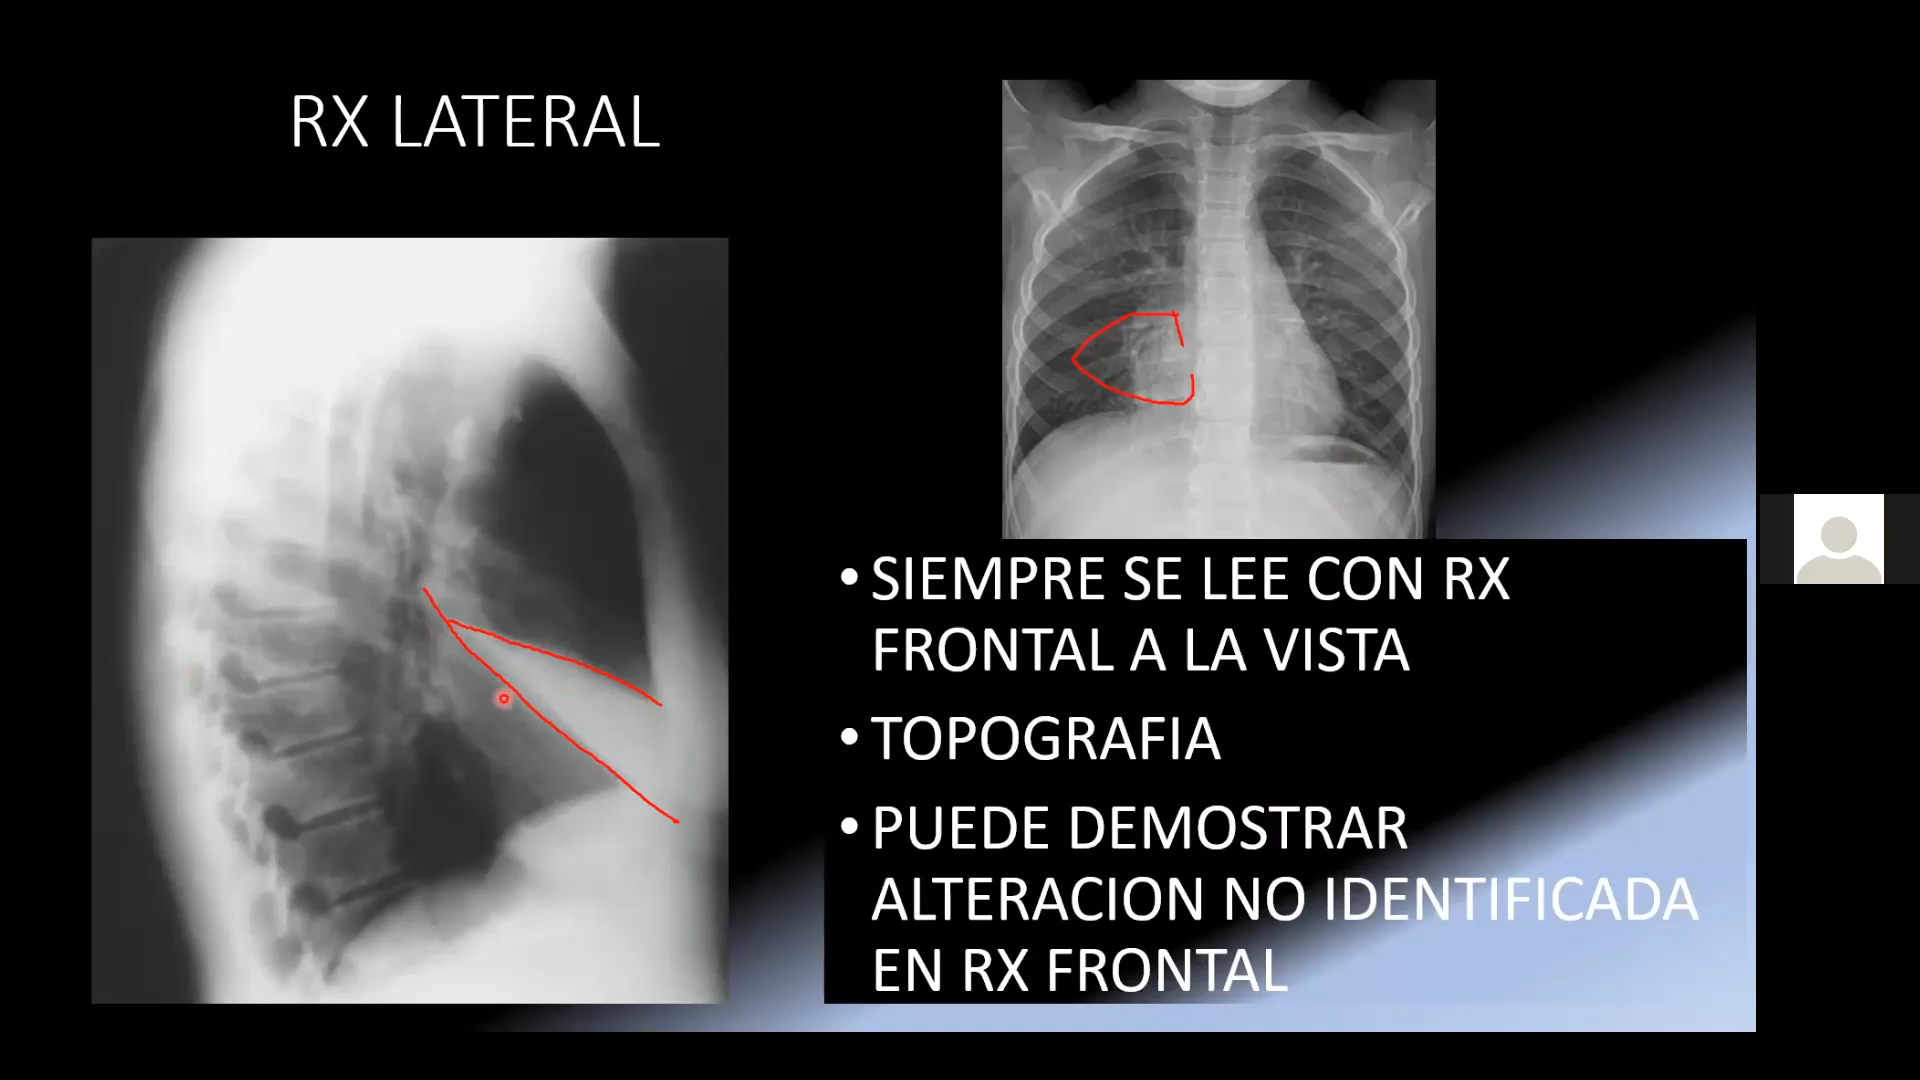 RX LATERAL
• SIEMPRE SE LEE CON RX
FRONTAL A LA VISTA
• TOPOGRAFIA
• PUEDE DEMOSTRAR
ALTERACION NO IDENTIFICADA
EN RX FRONTAL